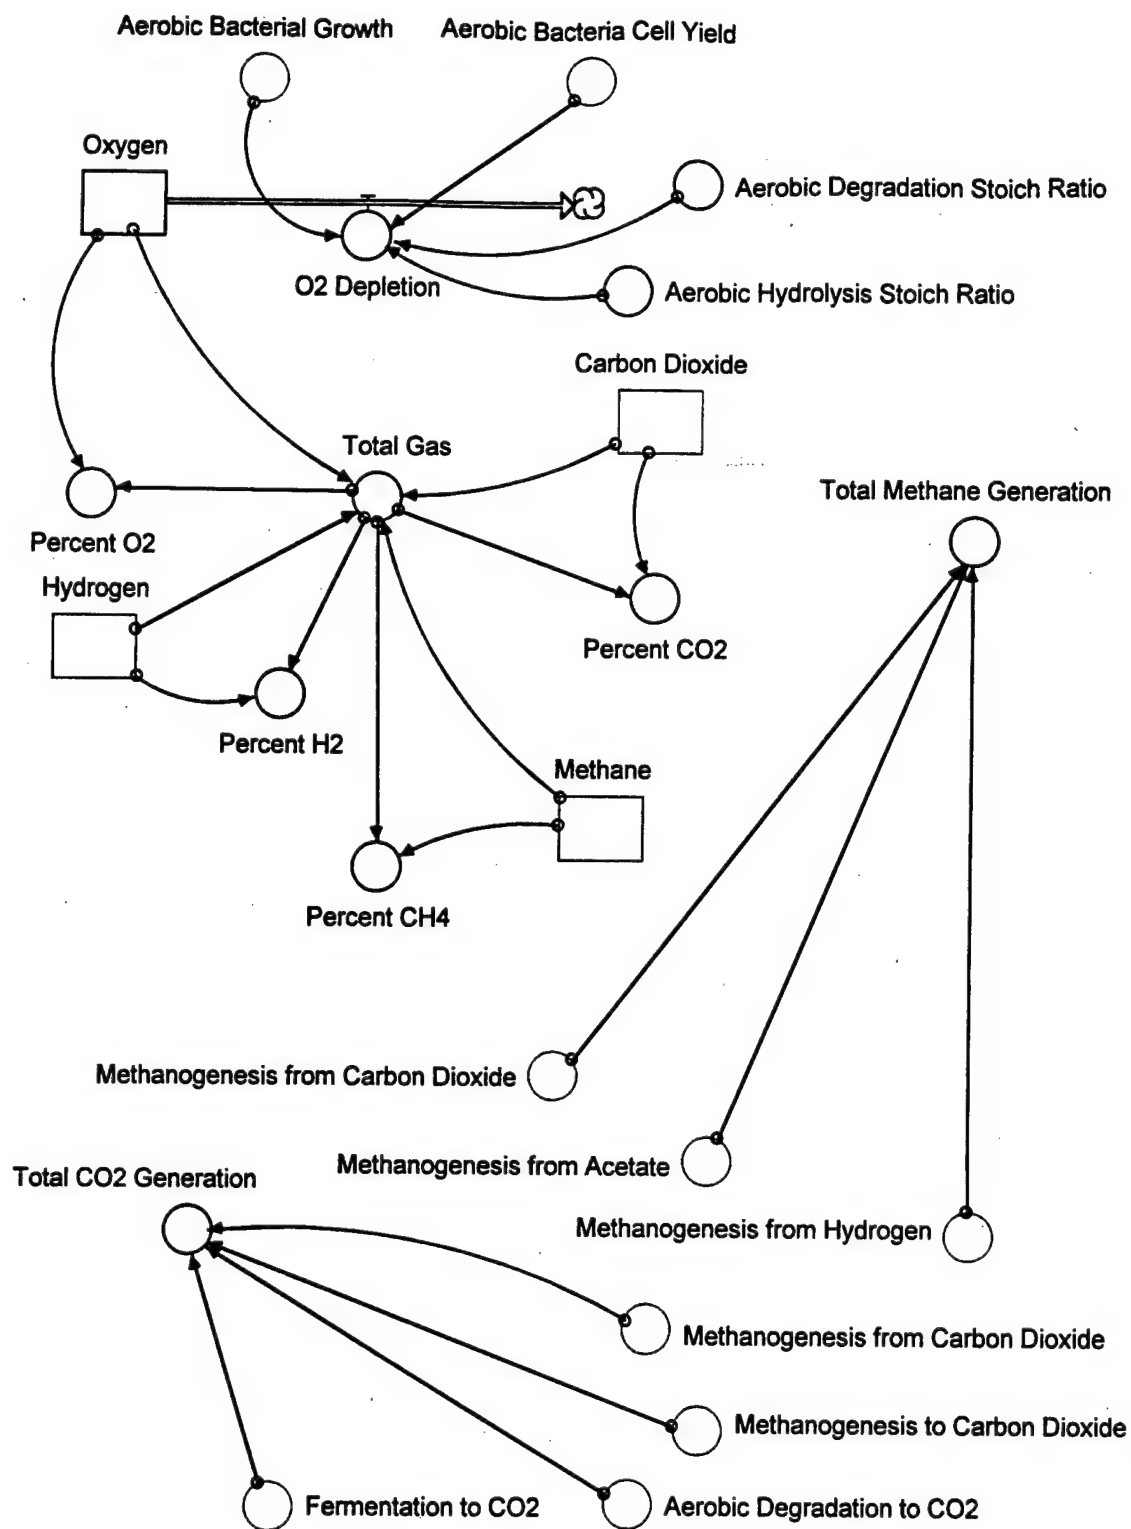 Aerobic Bacterial Growth
Aerobic Bacteria Cell Yield
Oxygen
Aerobic Degradation Stoich Ratio
O2 Depletion
Aerobic Hydrolysis Stoich Ratio
Carbon Dioxide
Total Gas
Total Methane Generation
Percent O2
Hydrogen
Percent CO2
Percent H2
Methane
Percent CH4
Methanogenesis from Carbon Dioxide
Methanogenesis from Acetate
Total CO2 Generation
Methanogenesis from Hydrogen
Methanogenesis from Carbon Dioxide
Methanogenesis to Carbon Dioxide
Fermentation to CO2
Aerobic Degradation to CO2